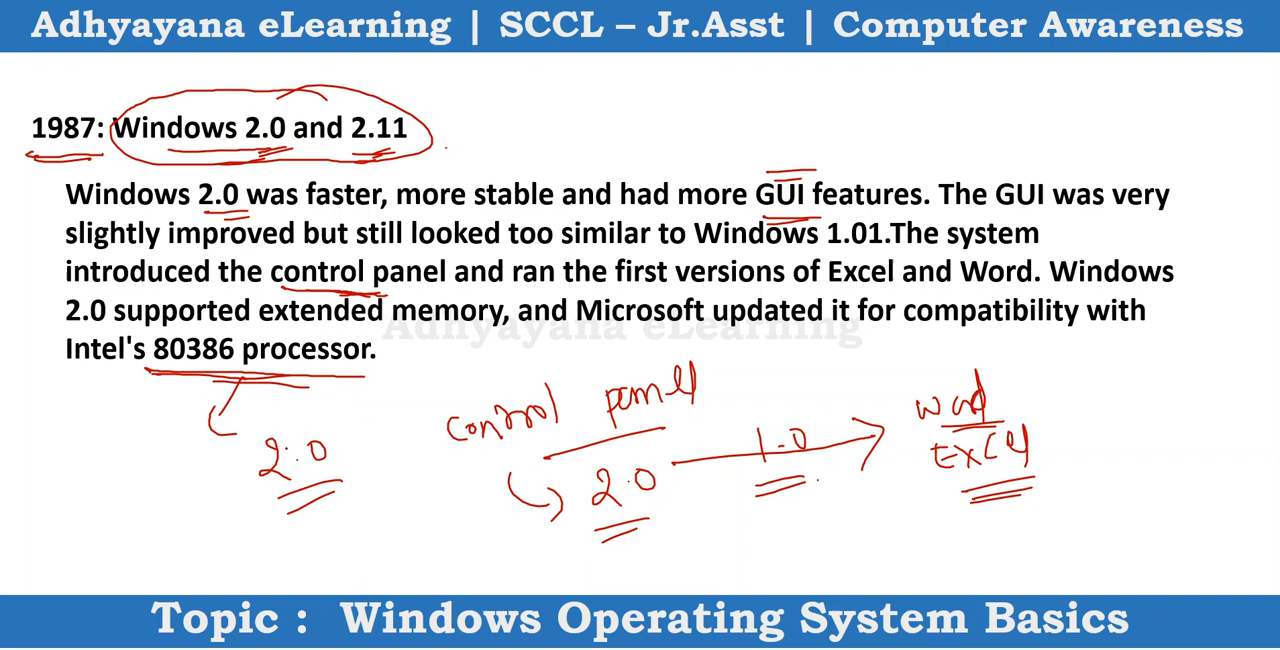 Adhyayana eLearning | SCCL – Jr.Asst | Computer Awareness
1987: Windows 2.0 and 2.11
Windows 2.0 was faster, more stable and had more GUI features. The GUI was very
slightly improved but still looked too similar to Windows 1.01.The system
introduced the control panel and ran the first versions of Excel and Word. Windows
2.0 supported extended memory, and Microsoft updated it for compatibility with
Adhyayana eLearning
Intel's 80386 processor.
control panel
Word
Excel
2.0
2.0
1.0
Topic : Windows Operating System Basics